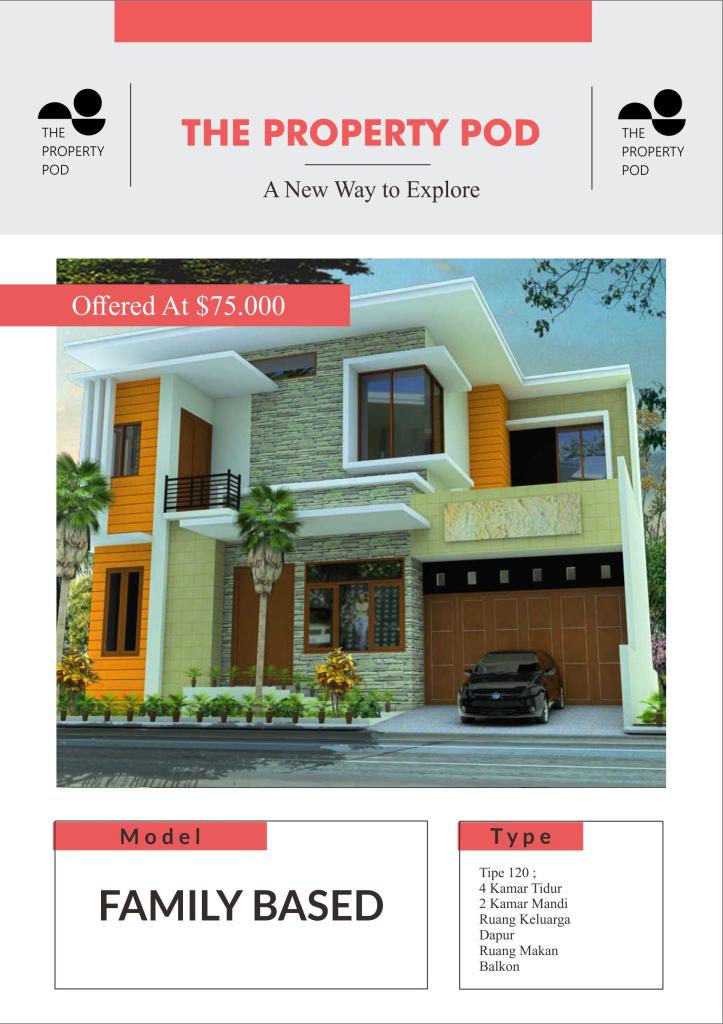 THE
PROPERTY
POD
THE PROPERTY POD
A New Way to Explore
THE
PROPERTY
POD
Offered At $75.000
Model
FAMILY BASED
Type
Tipe 120 ;
4 Kamar Tidur
2 Kamar Mandi
Ruang Keluarga
Dapur
Ruang Makan
Balkon